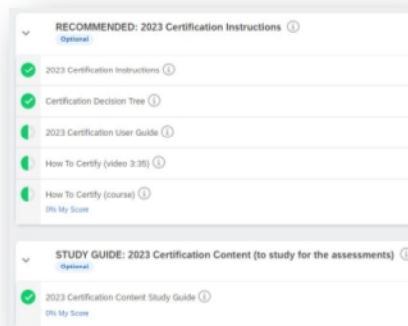 RECOMMENDED: 2023 Certification Instructions
Optional
2023 Certification Instructions
Certification Decision Tree
2023 Certification User Guide
How To Certify (video 3:35)
How To Certify (course)
0% My Score
STUDY GUIDE: 2023 Certification Content (to study for the assessments)
Optional
2023 Certification Content Study Guide
0% My Score